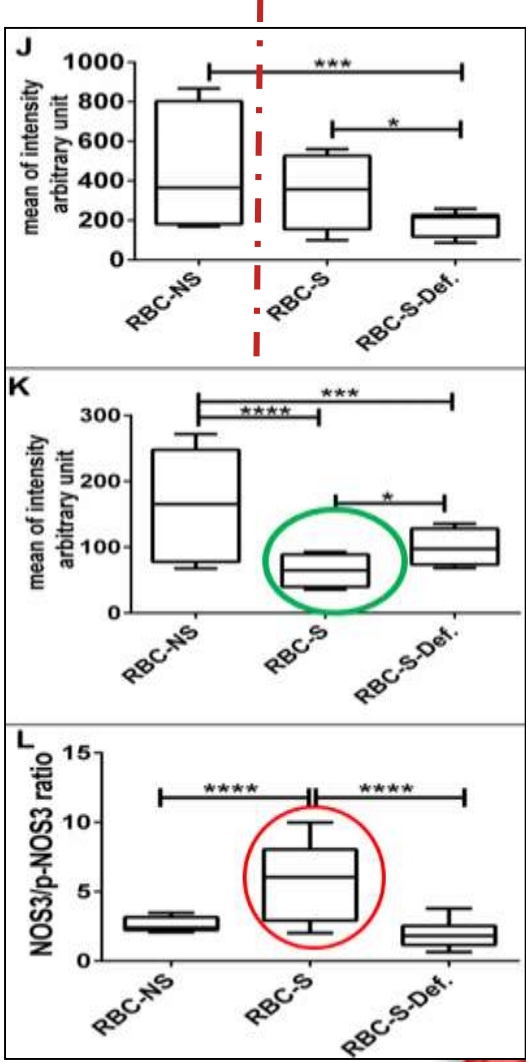 J
mean of intensity
arbitrary unit
1000
800
600
400
200
0
***
*
RBC-NS
RBC-S
RBC-S-Def.
K
mean of intensity
arbitrary unit
300
200
100
0
***
****
*
RBC-NS
RBC-S
RBC-S-Def.
L
NOS3/p-NOS3 ratio
15
10
5
0
****
****
RBC-NS
RBC-S
RBC-S-Def.